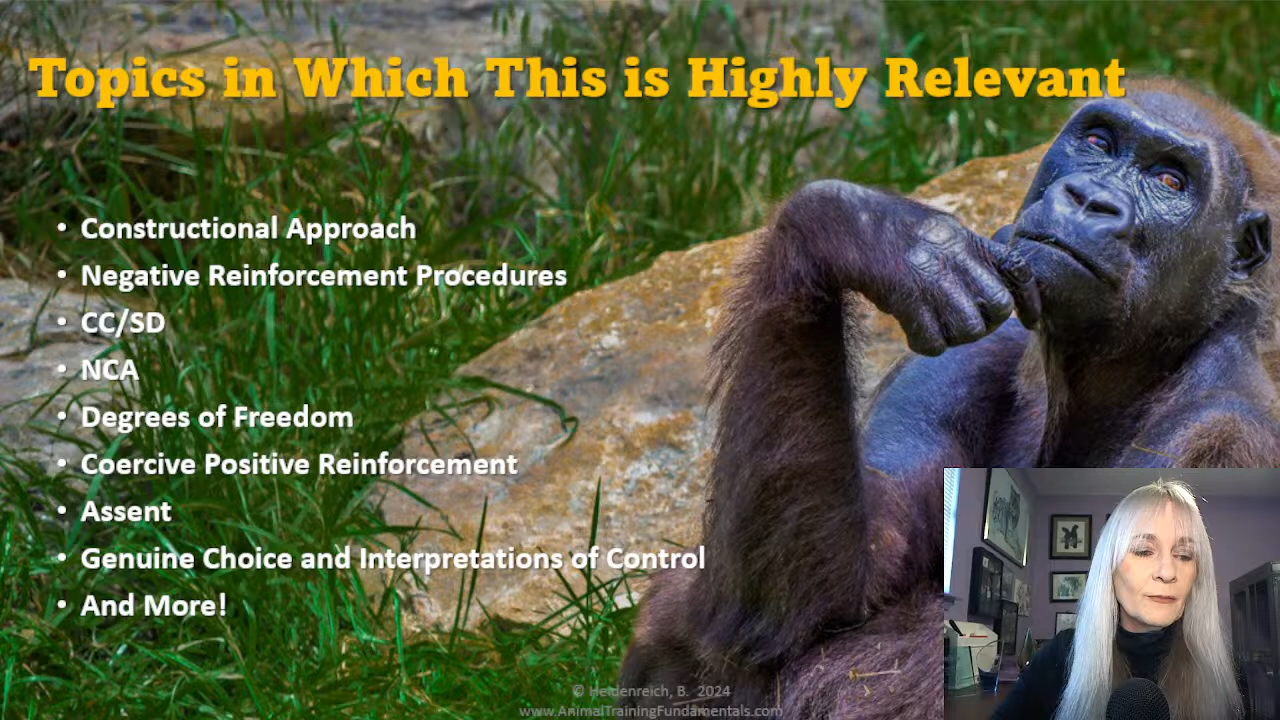 Topics in Which This is Highly Relevant
• Constructional Approach
• Negative Reinforcement Procedures
• CC/SD
• NCA
• Degrees of Freedom
• Coercive Positive Reinforcement
• Assent
• Genuine Choice and Interpretations of Control
• And More!
© Heidenreich, B. 2024
www.AnimalTrainingFundamentals.com